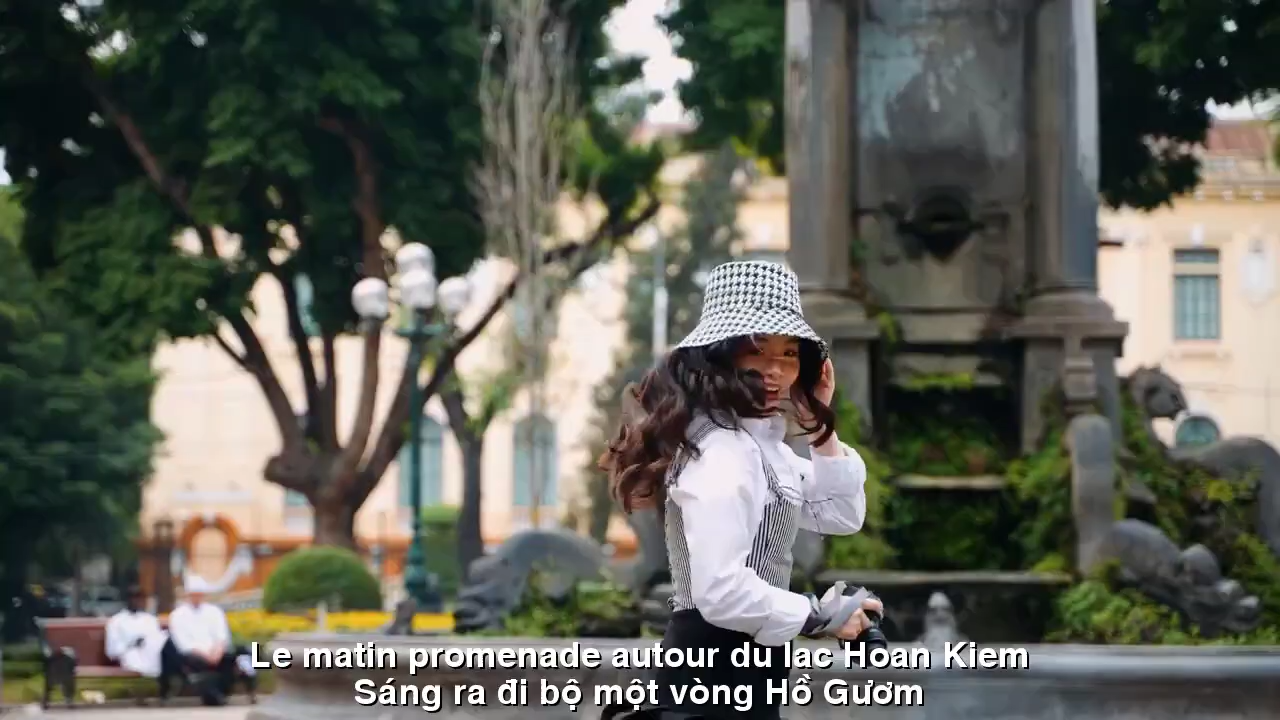 Le matin promenade autour du lac Hoan Kiem
Sáng ra đi bộ một vòng Hồ Gươm